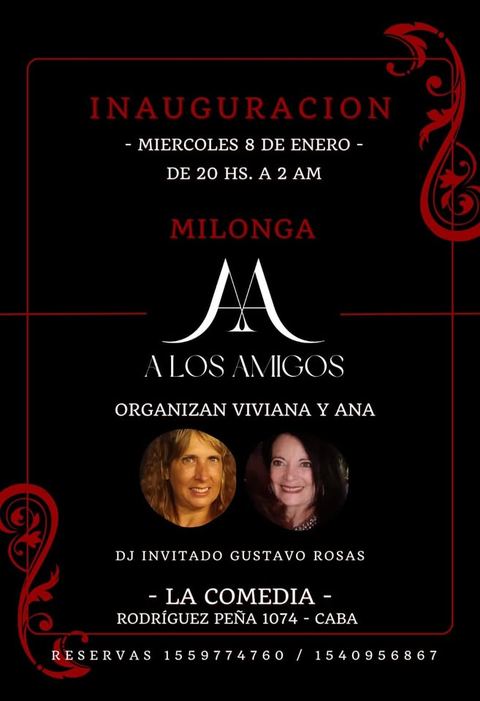 INAUGURACION
- MIERCOLES 8 DE ENERO -
DE 20 HS. A 2 AM
MILONGA
AA
A LOS AMIGOS
ORGANIZAN VIVIANA Y ANA
DJ INVITADO GUSTAVO ROSAS
- LA COMEDIA -
RODRÍGUEZ PEÑA 1074 - CABA
RESERVAS 1559774760 / 1540956867